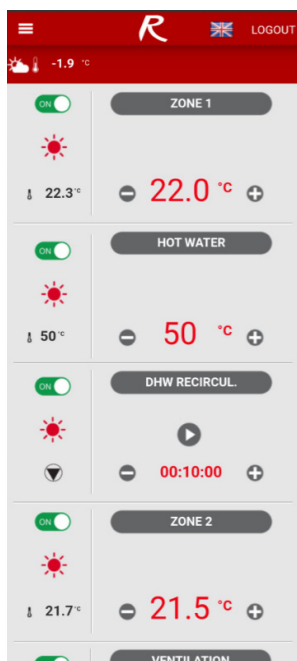 R LOGOUT
-1.9 °C
ON ZONE 1
22.3°C 22.0 °C
ON HOT WATER
50°C 50 °C
ON DHW RECIRCUL.
00:10:00
ON ZONE 2
21.7°C 21.5 °C
VENTILATION